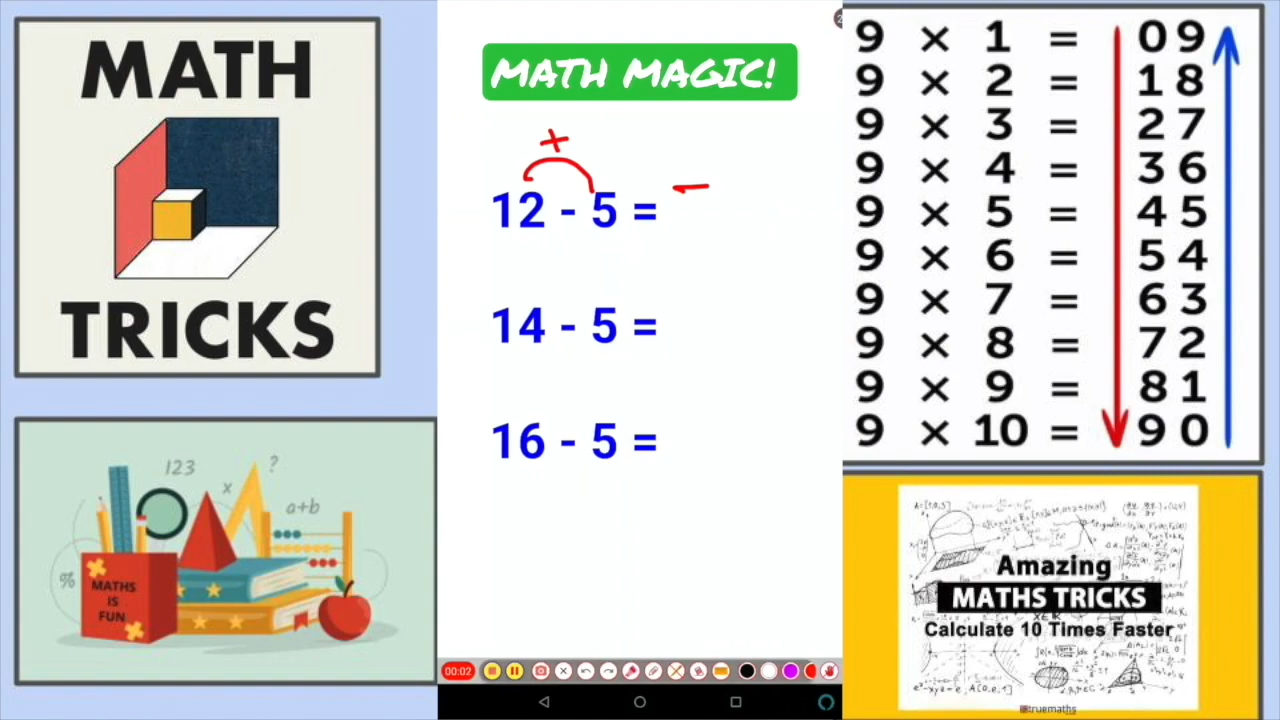 MATH
TRICKS
123
?
x
a+b
%
MATHS
IS
FUN
MATH MAGIC!
+
12 - 5 =
14 - 5 =
16 - 5 =
00:02
9 × 1 = 09
9 × 2 = 18
9 × 3 = 27
9 × 4 = 36
9 × 5 = 45
9 × 6 = 54
9 × 7 = 63
9 × 8 = 72
9 × 9 = 81
9 × 10 = 90
Amazing
MATHS TRICKS
Calculate 10 Times Faster
truemaths